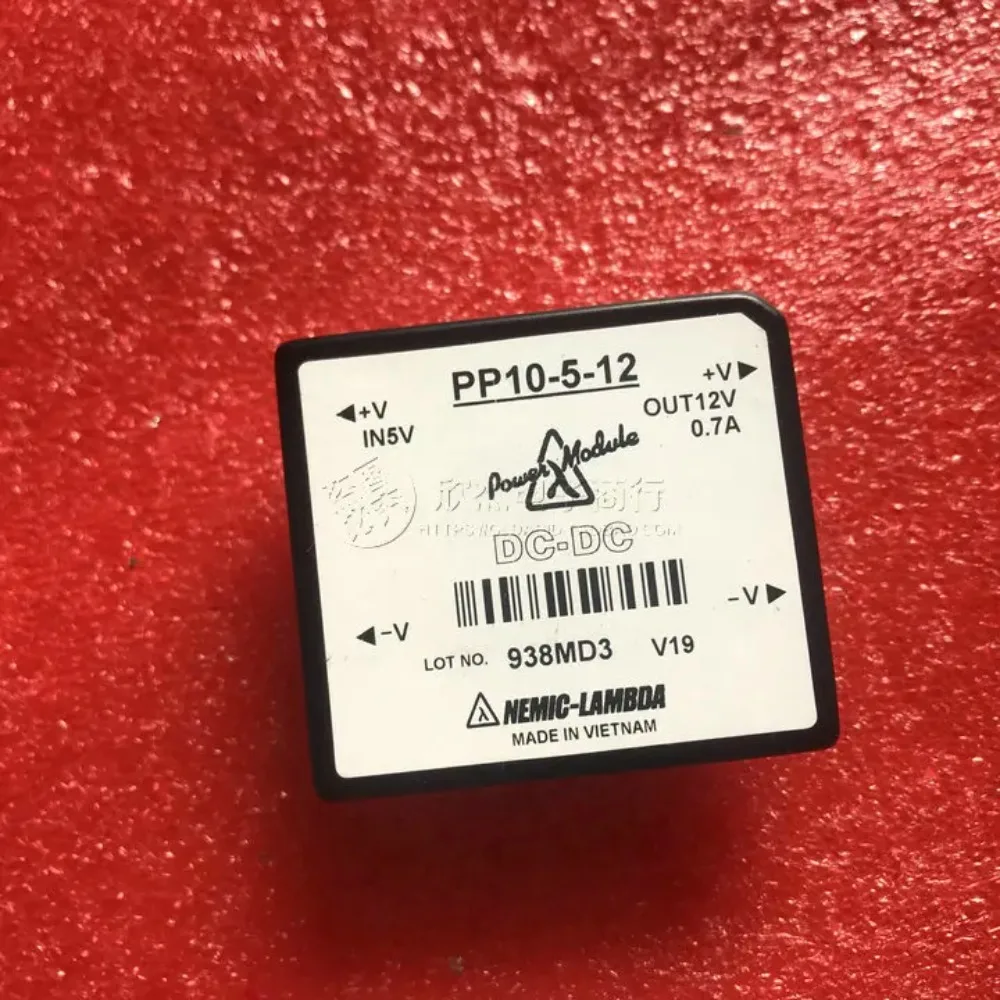 PP10-5-12
+V
IN5V
+V
OUT12V
0.7A
Power Module
λ
DC-DC
-V
-V
LOT NO. 938MD3 V19
λ NEMIC-LAMBDA
MADE IN VIETNAM